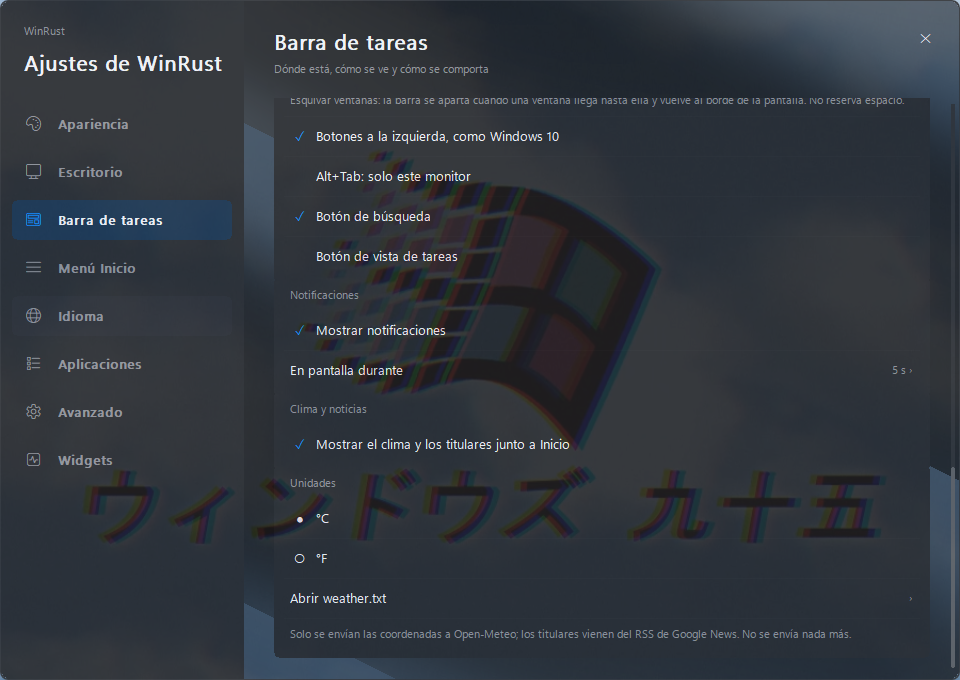 WinRust
Ajustes de WinRust
Apariencia
Escritorio
Barra de tareas
Menú Inicio
Idioma
Aplicaciones
Avanzado
Widgets
Barra de tareas
Dónde está, cómo se ve y cómo se comporta
Esquivar ventanas: la barra se aparta cuando una ventana llega hasta ella y vuelve al borde de la pantalla. No reserva espacio.
Botones a la izquierda, como Windows 10
Alt+Tab: solo este monitor
Botón de búsqueda
Botón de vista de tareas
Notificaciones
Mostrar notificaciones
En pantalla durante 5 s
Clima y noticias
Mostrar el clima y los titulares junto a Inicio
Unidades
°C
°F
Abrir weather.txt
Solo se envían las coordenadas a Open-Meteo; los titulares vienen del RSS de Google News. No se envía nada más.
ウィンドウズ 九十五